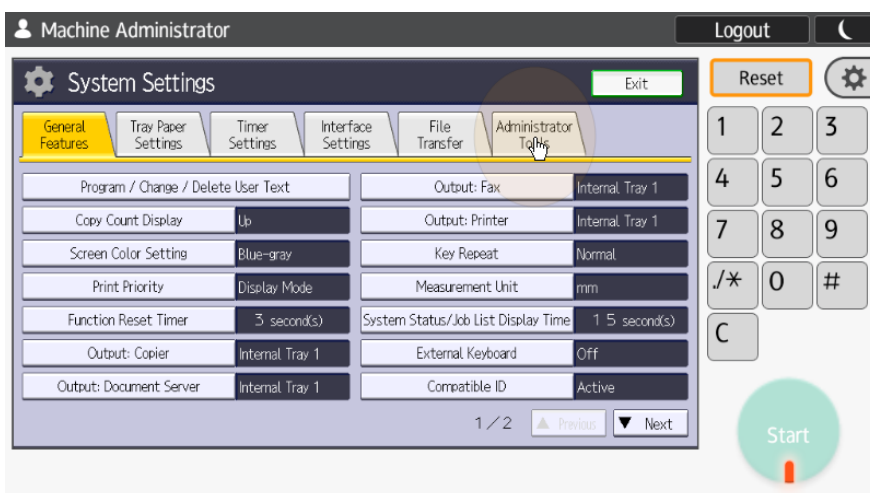 Machine Administrator
Logout
System Settings
Exit
Reset
General Features
Tray Paper Settings
Timer Settings
Interface Settings
File Transfer
Administrator Tools
Program / Change / Delete User Text
Output: Fax Internal Tray 1
Copy Count Display Up
Output: Printer Internal Tray 1
Screen Color Setting Blue-gray
Key Repeat Normal
Print Priority Display Mode
Measurement Unit mm
Function Reset Timer 3 second(s)
System Status/Job List Display Time 15 second(s)
Output: Copier Internal Tray 1
External Keyboard Off
Output: Document Server Internal Tray 1
Compatible ID Active
1/2 ▲ Previous ▼ Next
1 2 3
4 5 6
7 8 9
./* 0 #
C
Start